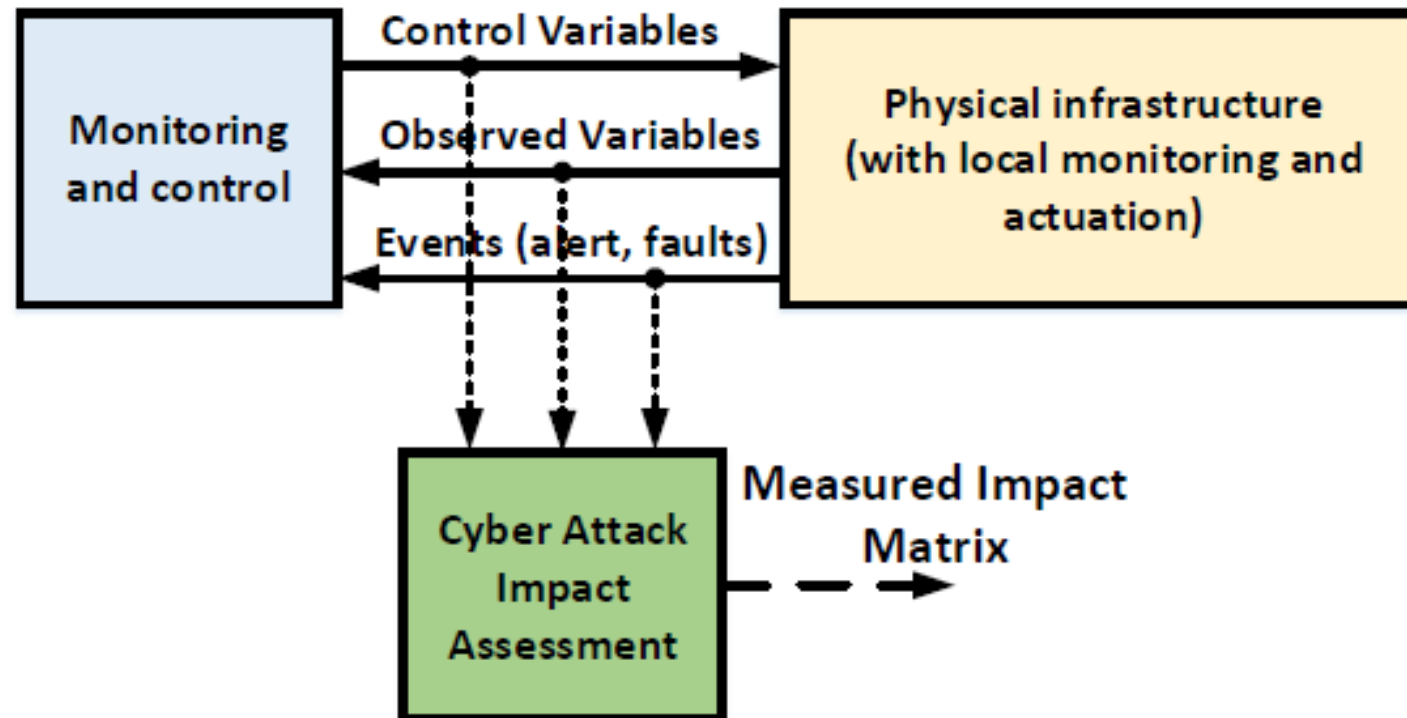 Control Variables
Monitoring
and control
Observed Variables
Events (alert, faults)
Physical infrastructure
(with local monitoring and
actuation)
Cyber Attack
Impact
Assessment
Measured Impact
Matrix